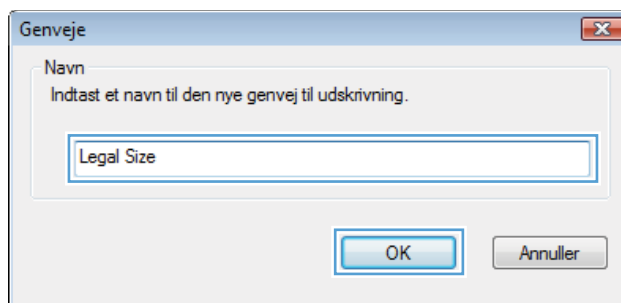 Genveje
Navn
Indtast et navn til den nye genvej til udskrivning.
Legal Size
OK
Annuller